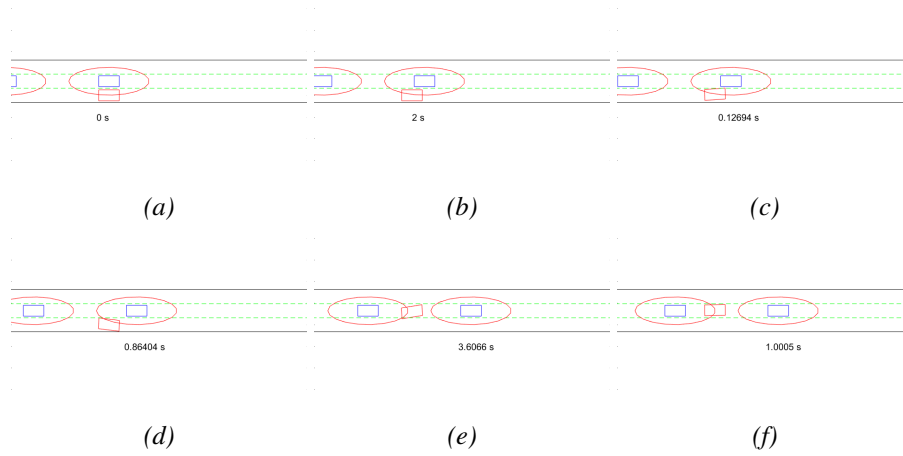 0 s
2 s
0.12694 s
(a)
(b)
(c)
0.86404 s
3.6066 s
1.0005 s
(d)
(e)
(f)